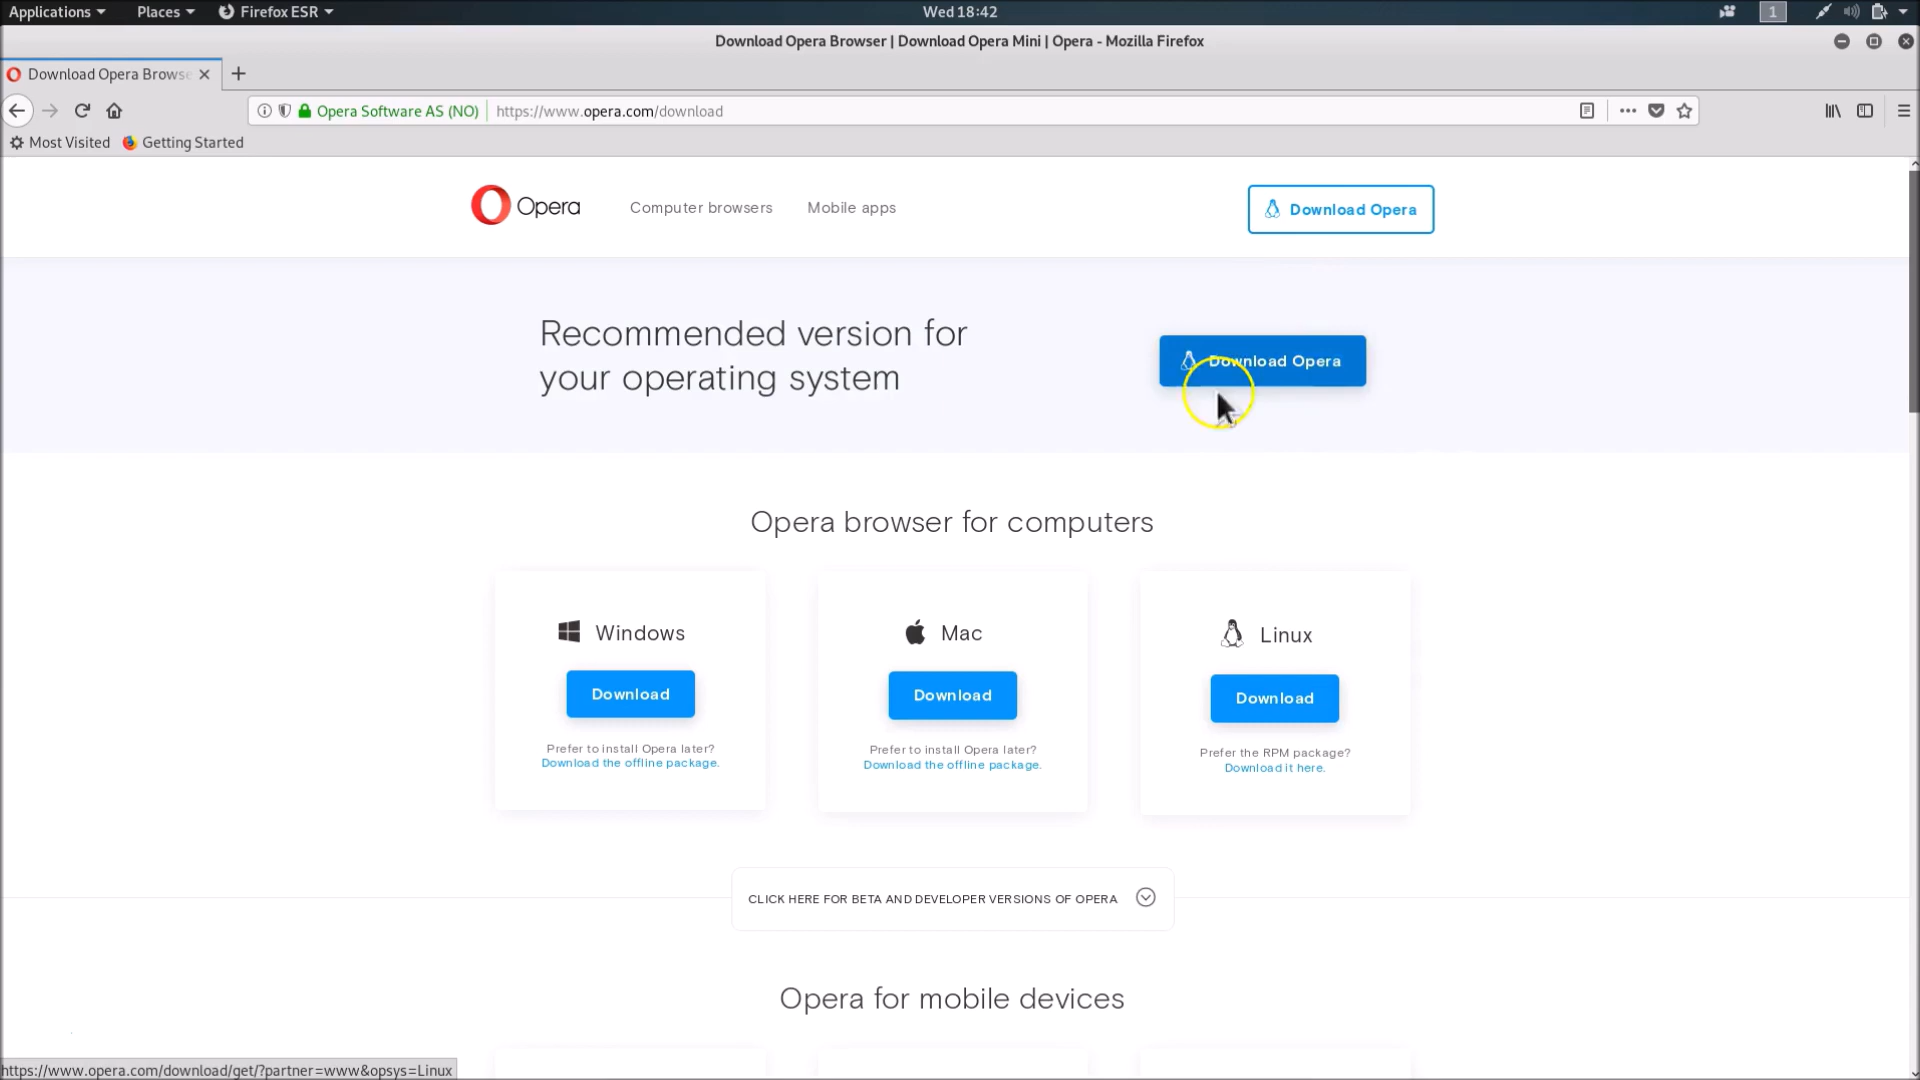 Applications Places Firefox ESR Wed 18:42 1
Download Opera Browser | Download Opera Mini | Opera - Mozilla Firefox
Download Opera Browse
Opera Software AS (NO) https://www.opera.com/download
Most Visited Getting Started
Opera Computer browsers Mobile apps Download Opera
Recommended version for
your operating system
Download Opera
Opera browser for computers
Windows Mac Linux
Download Download Download
Prefer to install Opera later? Prefer to install Opera later? Prefer the RPM package?
Download the offline package. Download the offline package. Download it here.
CLICK HERE FOR BETA AND DEVELOPER VERSIONS OF OPERA
Opera for mobile devices
https://www.opera.com/download/get/?partner=www&opsys=Linux